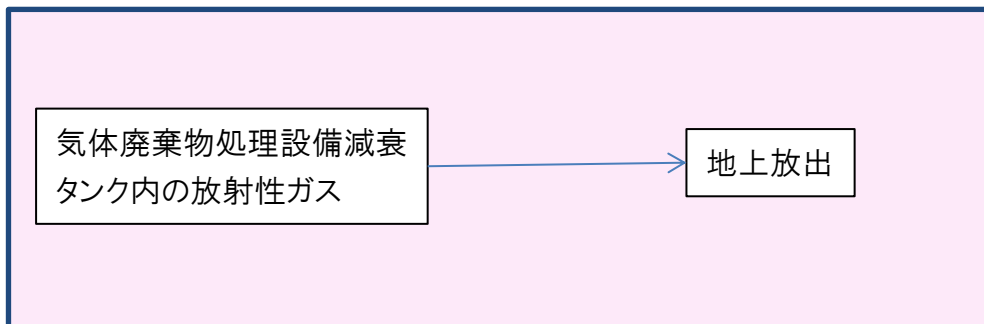 気体廃棄物処理設備減衰
タンク内の放射性ガス
地上放出